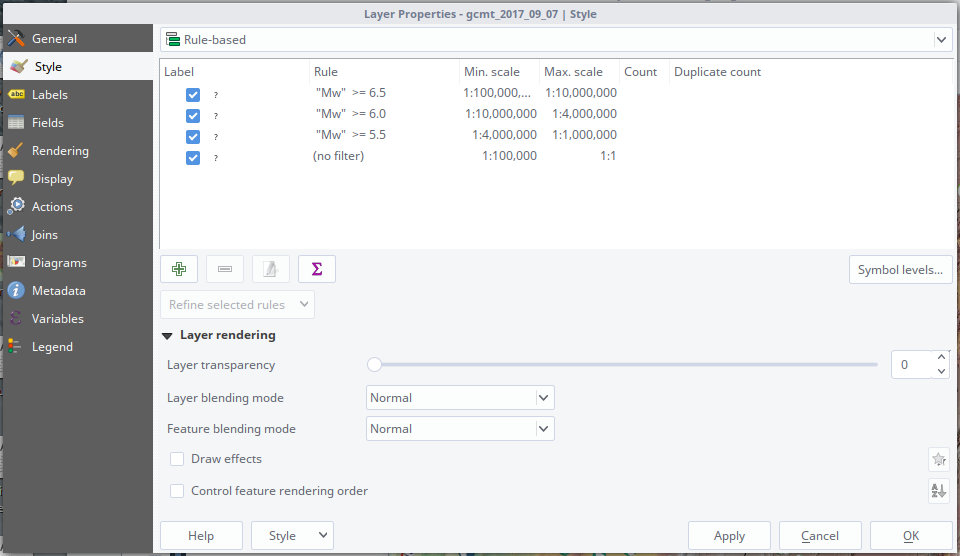 Layer Properties - gcmt_2017_09_07 | Style
General
Style
abc Labels
Fields
Rendering
Display
Actions
Joins
Diagrams
Metadata
Variables
Legend
Rule-based
Label Rule Min. scale Max. scale Count Duplicate count
? "Mw" >= 6.5 1:100,000,... 1:10,000,000
? "Mw" >= 6.0 1:10,000,000 1:4,000,000
? "Mw" >= 5.5 1:4,000,000 1:1,000,000
? (no filter) 1:100,000 1:1
Σ
Symbol levels...
Refine selected rules
Layer rendering
Layer transparency 0
Layer blending mode Normal
Feature blending mode Normal
Draw effects
Control feature rendering order
Help Style Apply Cancel OK